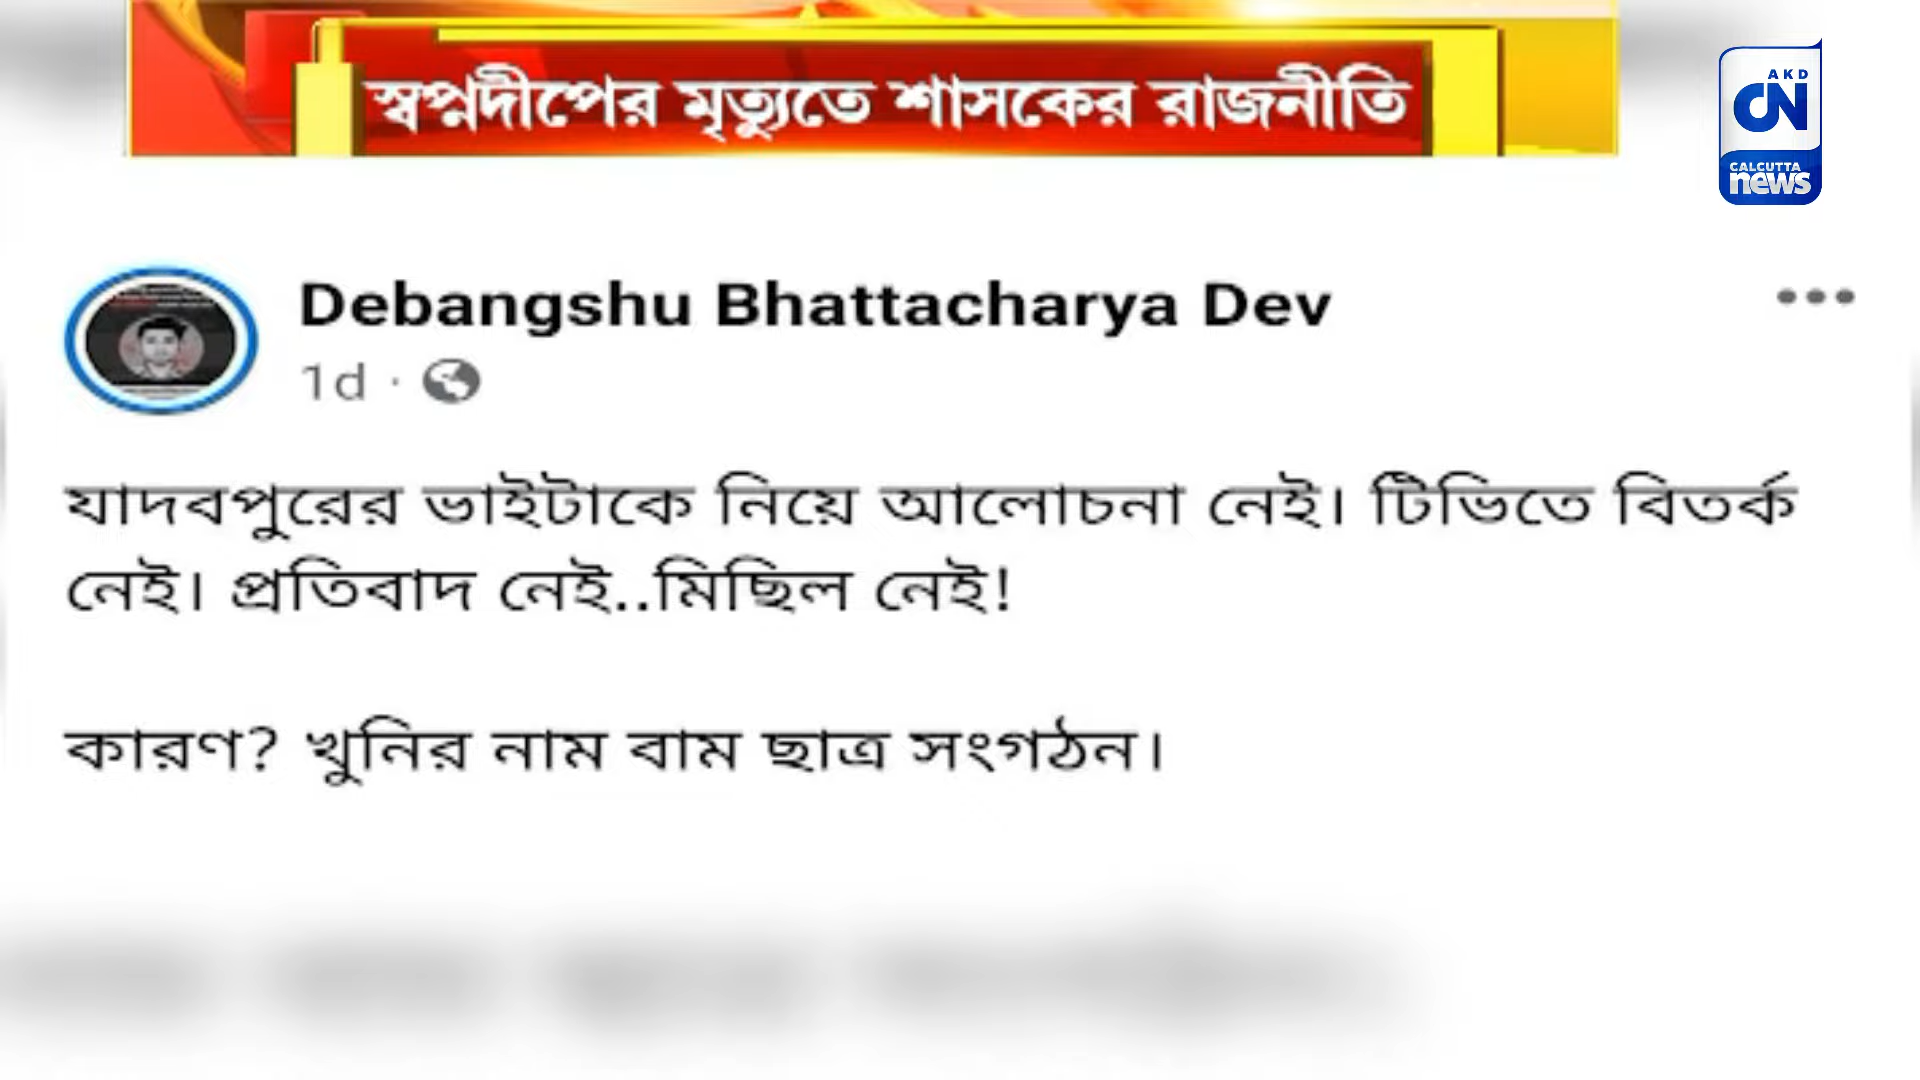 স্বপ্নদীপের মৃত্যুতে শাসকের রাজনীতি
AKD
CN
CALCUTTA
news
Debangshu Bhattacharya Dev
1d ·
যাদবপুরের ভাইটাকে নিয়ে আলোচনা নেই। টিভিতে বিতর্ক
নেই। প্রতিবাদ নেই..মিছিল নেই!
কারণ? খুনির নাম বাম ছাত্র সংগঠন।